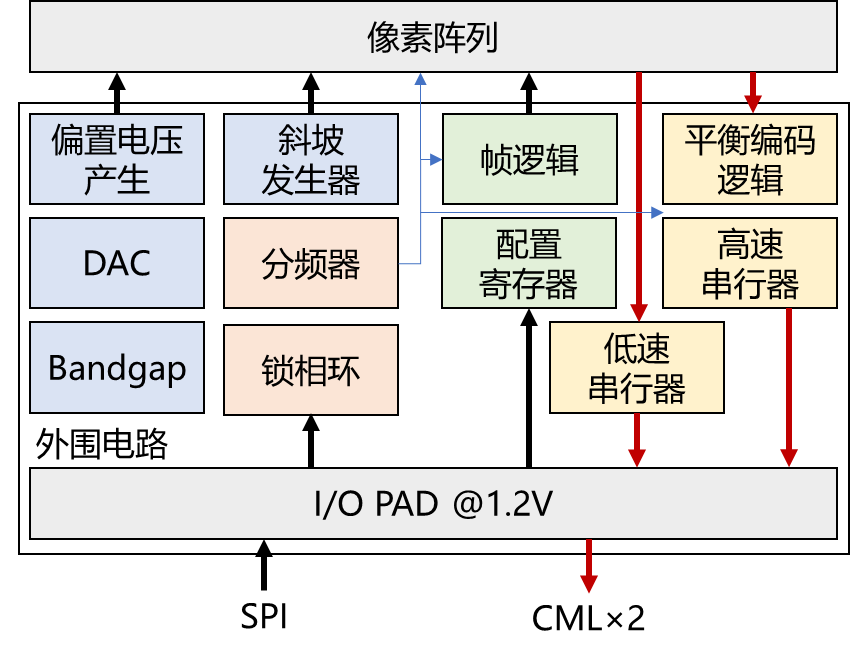 像素阵列
偏置电压
产生
斜坡
发生器
帧逻辑
平衡编码
逻辑
DAC
分频器
配置
寄存器
高速
串行器
Bandgap
锁相环
低速
串行器
外围电路
I/O PAD @1.2V
SPI
CML×2